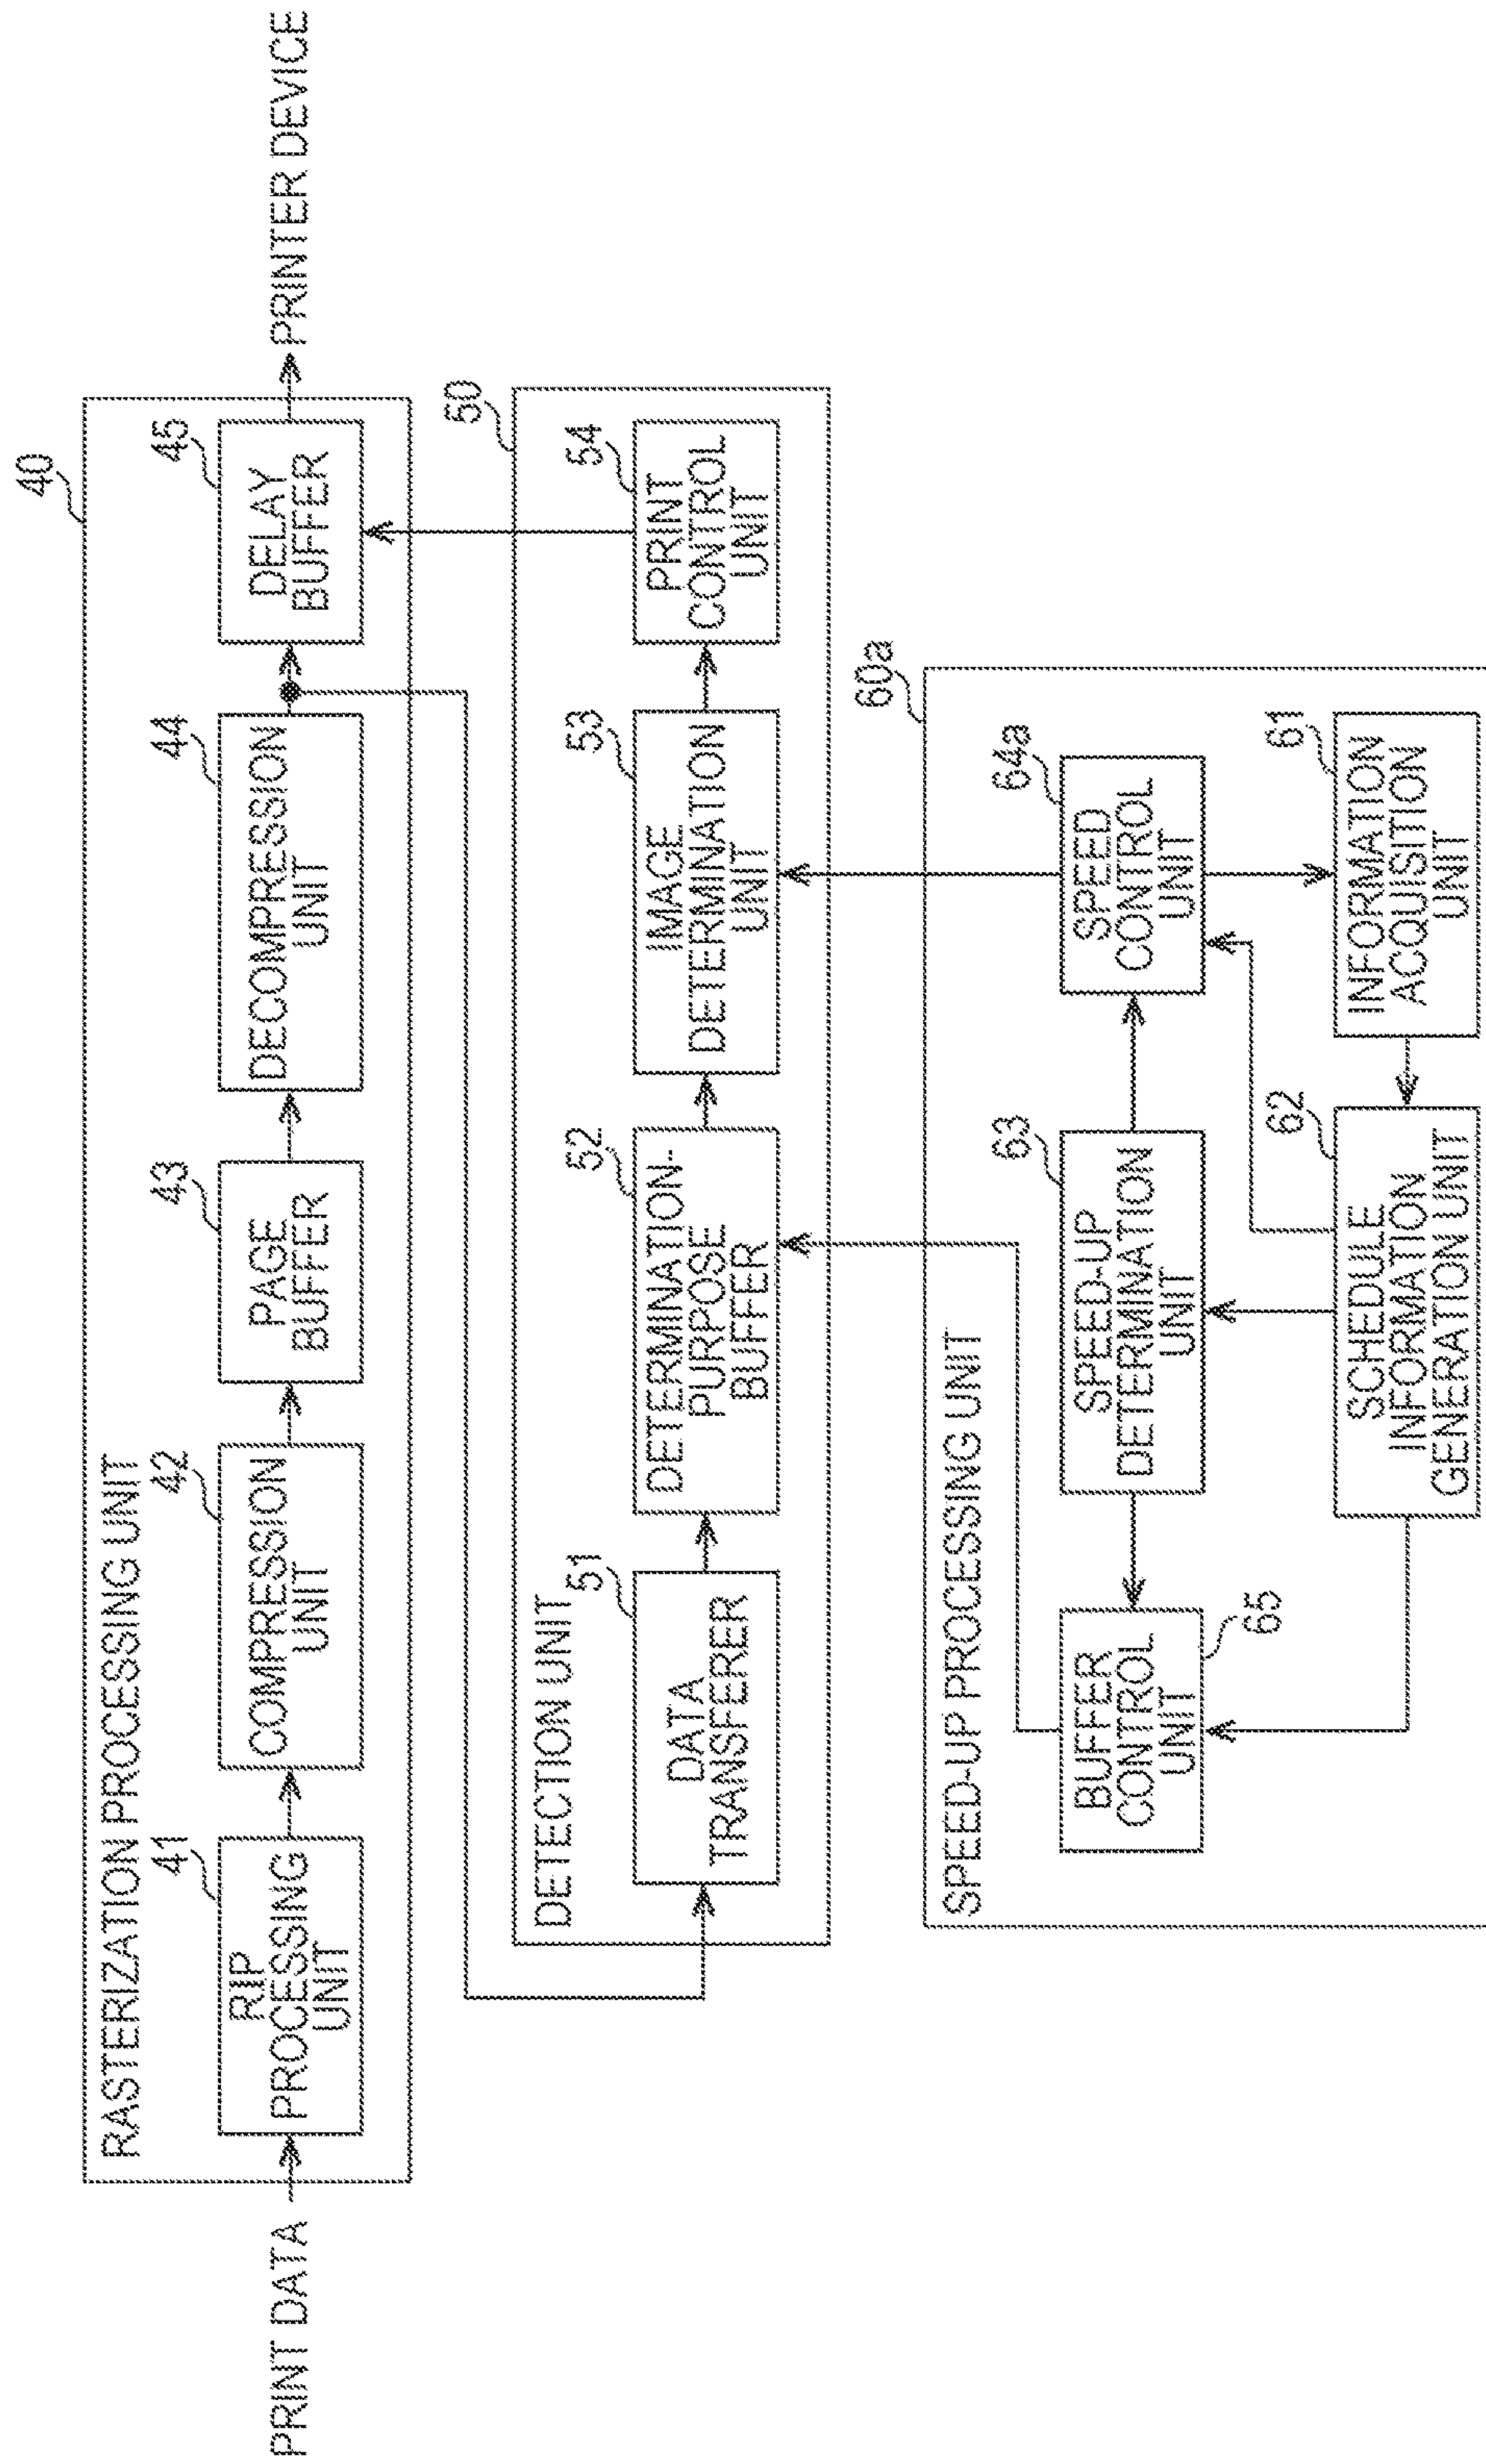 PRINT DATA
PRINTER DEVICE
40
RASTERIZATION PROCESSING UNIT
41
RIP
PROCESSING
UNIT
42
COMPRESSION
UNIT
43
PAGE
BUFFER
44
DECOMPRESSION
UNIT
45
DELAY
BUFFER
50
DETECTION UNIT
51
DATA
TRANSFERER
52
DETERMINATION-
PURPOSE
BUFFER
53
IMAGE
DETERMINATION
UNIT
54
PRINT
CONTROL
UNIT
60a
SPEED-UP PROCESSING UNIT
BUFFER
CONTROL
UNIT
65
63
SPEED-UP
DETERMINATION
UNIT
64a
SPEED
CONTROL
UNIT
62
SCHEDULE
INFORMATION
GENERATION UNIT
61
INFORMATION
ACQUISITION
UNIT